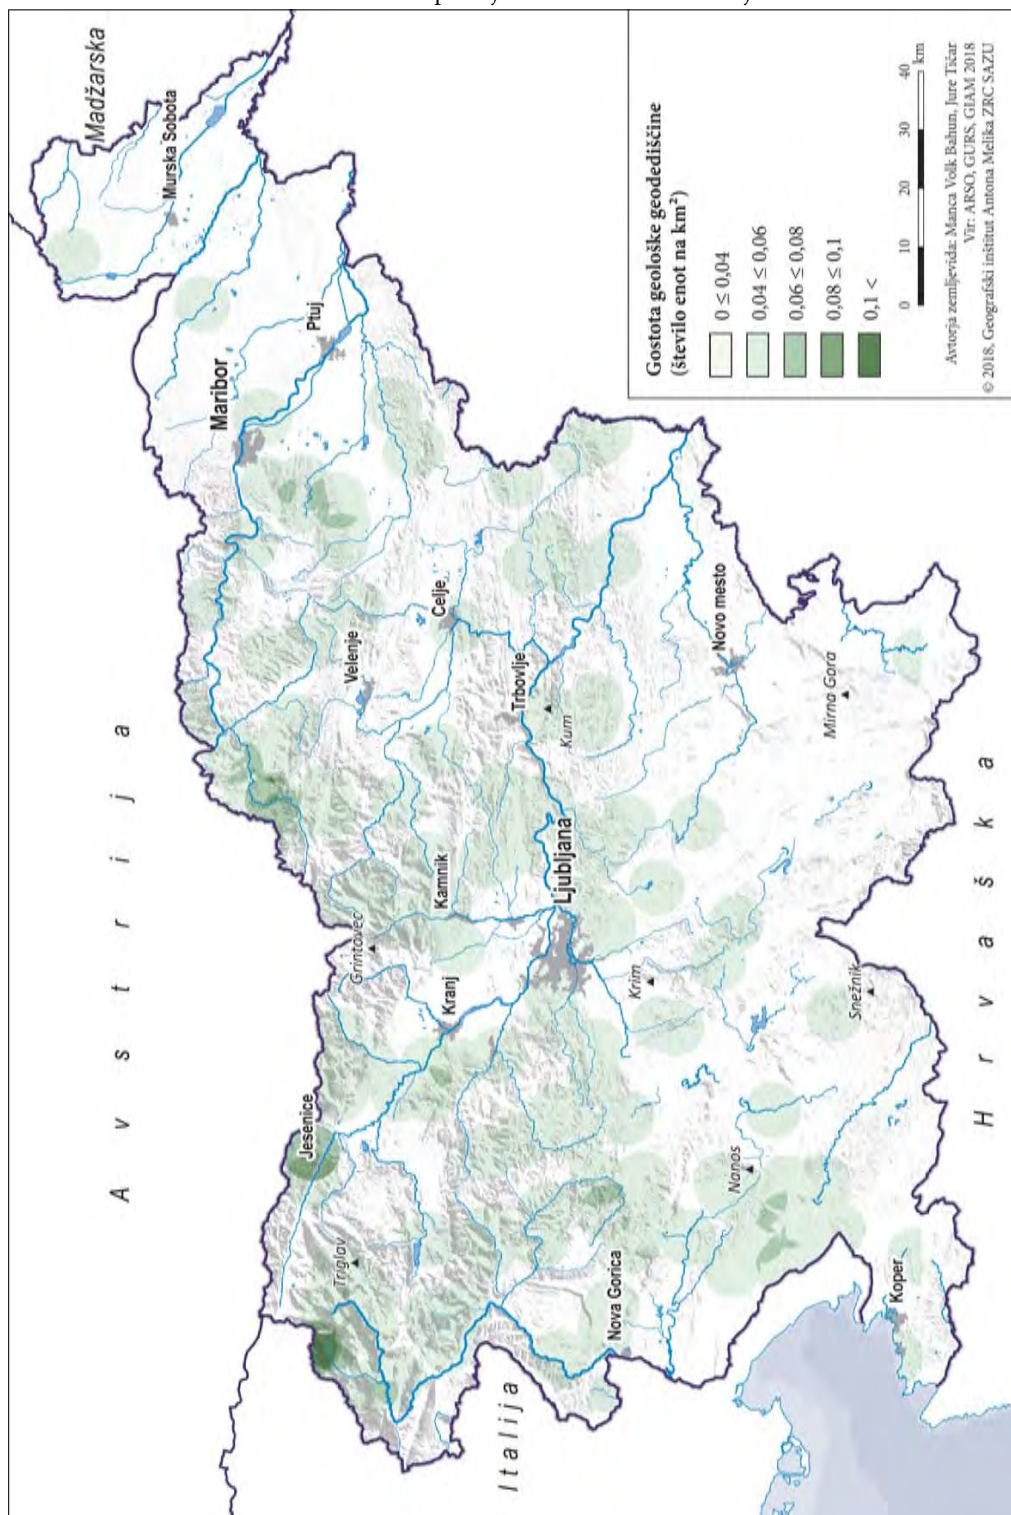 Madžarska
Murska Sobota
Avstrija
Maribor
Ptuj
Velenje
Celje
Jesenice
Grintovec
Kamnik
Triglav
Kranj
Trbovlje
Kum
Ljubljana
Novo mesto
Krim
Mirna Gora
Italija
Nova Gorica
Nanos
Snežnik
Koper
Hrvaška
Gostota geološke geodediščine
(število enot na km²)
0 ≤ 0,04
0,04 ≤ 0,06
0,06 ≤ 0,08
0,08 ≤ 0,1
0,1 <
0 10 20 30 40
km
Avtorja zemljevida: Manca Volk Bahun, Jure Tičar
Vir: ARSO, GURS, GIAM 2018
© 2018, Geografski inštitut Antona Melika ZRC SAZU